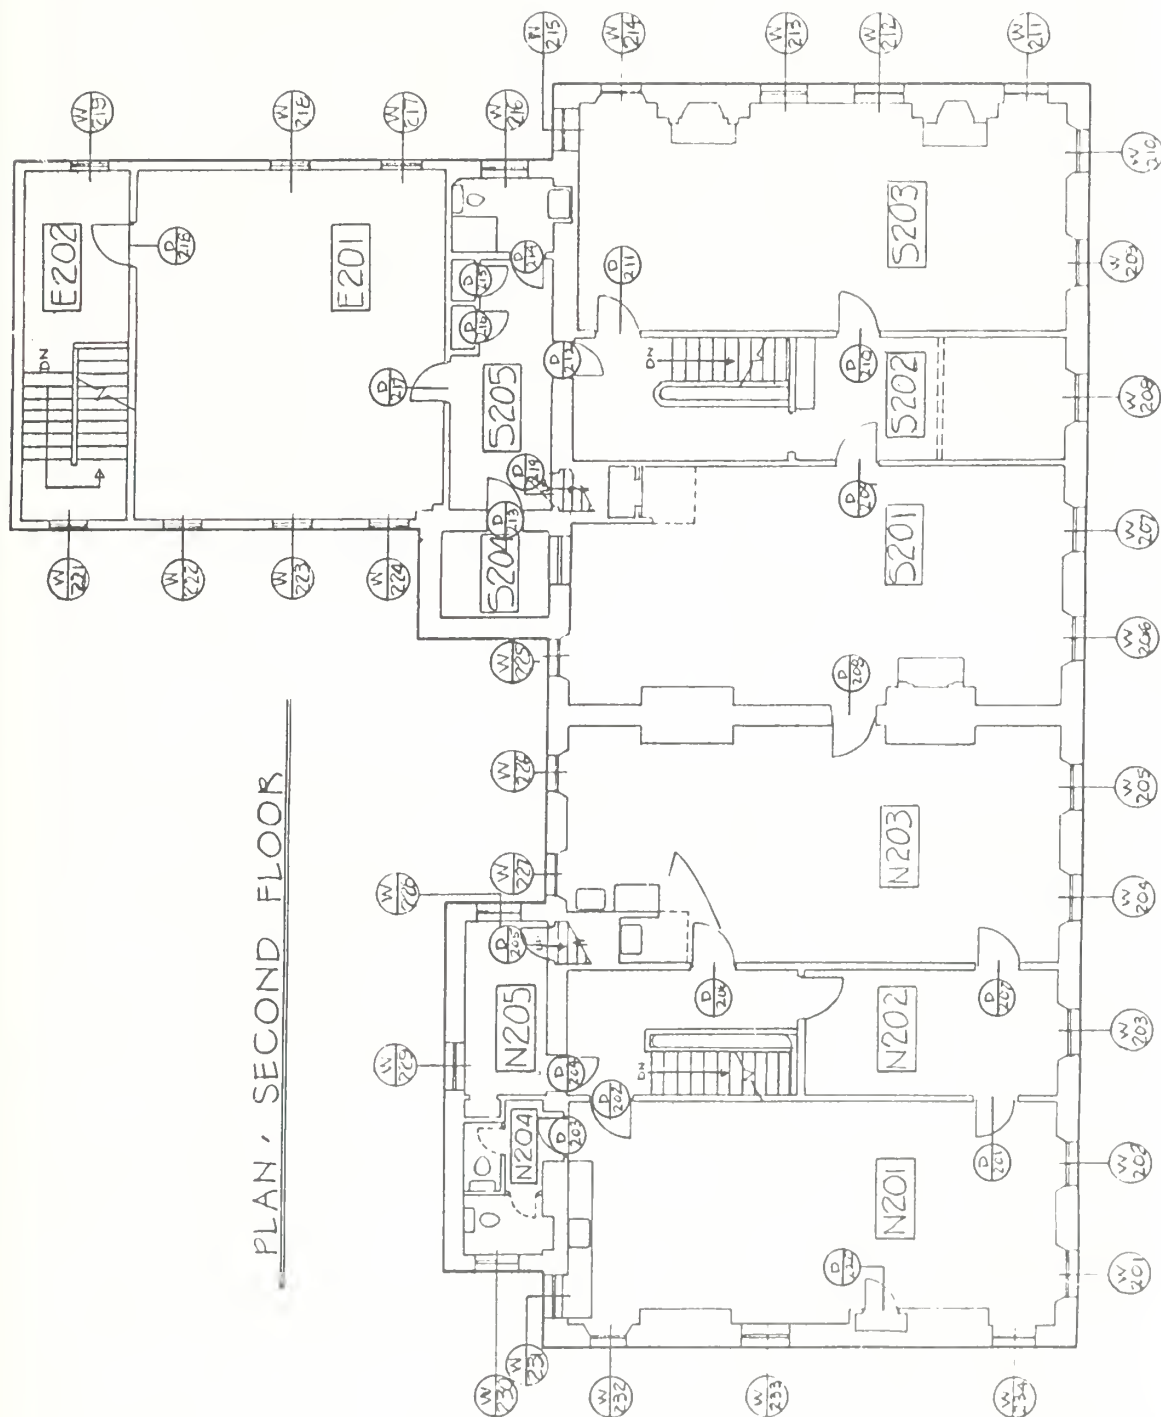 PLAN, SECOND FLOOR
W 219
W 218
W 217
W 216
W 215
W 214
W 213
W 212
W 211
W 210
W 209
W 208
W 207
W 206
W 205
W 204
W 203
W 202
W 201
W 221
W 222
W 223
W 224
W 225
W 226
W 227
W 228
W 229
W 230
W 231
W 232
W 233
W 234
E202
E201
S203
S202
S205
S204
S201
N203
N205
N202
N204
N201
D 218
D 217
D 214
D 215
D 216
D 211
D 212
D 210
D 219
D 213
D 209
D 208
D 205
D 206
D 207
D 204
D 202
D 203
D 201
D
DN
DN
DN